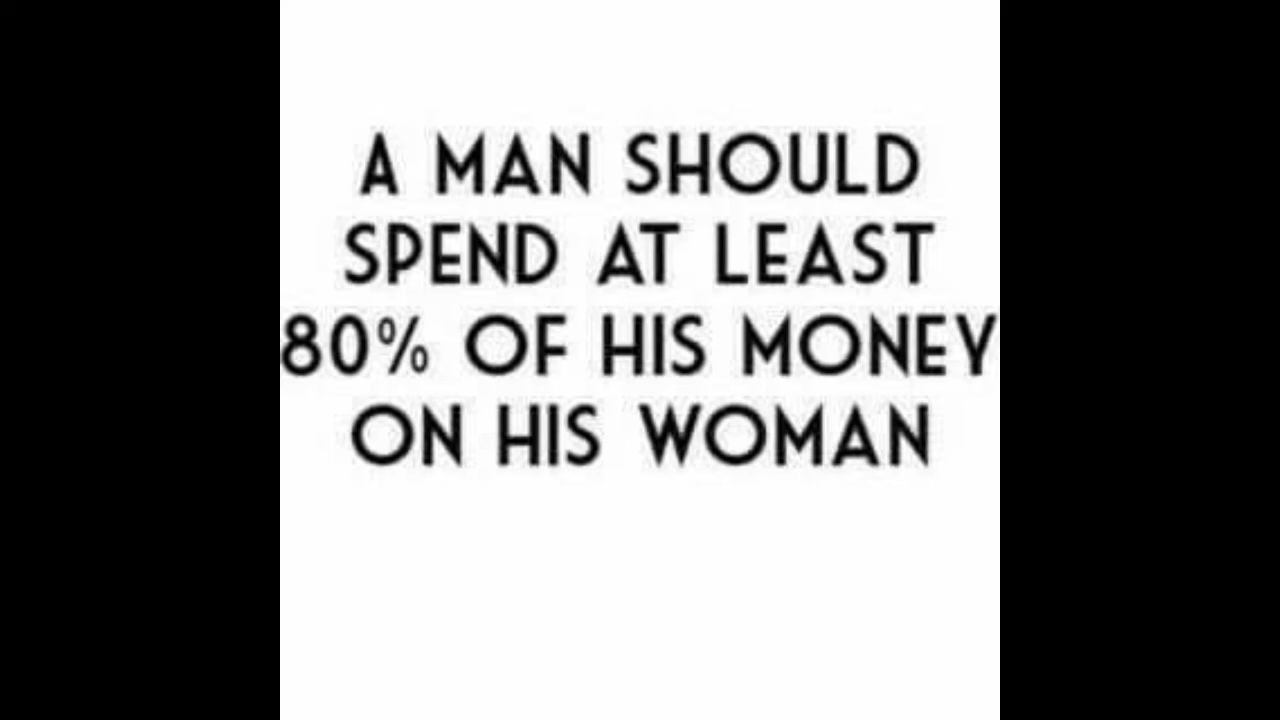 A MAN SHOULD
SPEND AT LEAST
80% OF HIS MONEY
ON HIS WOMAN